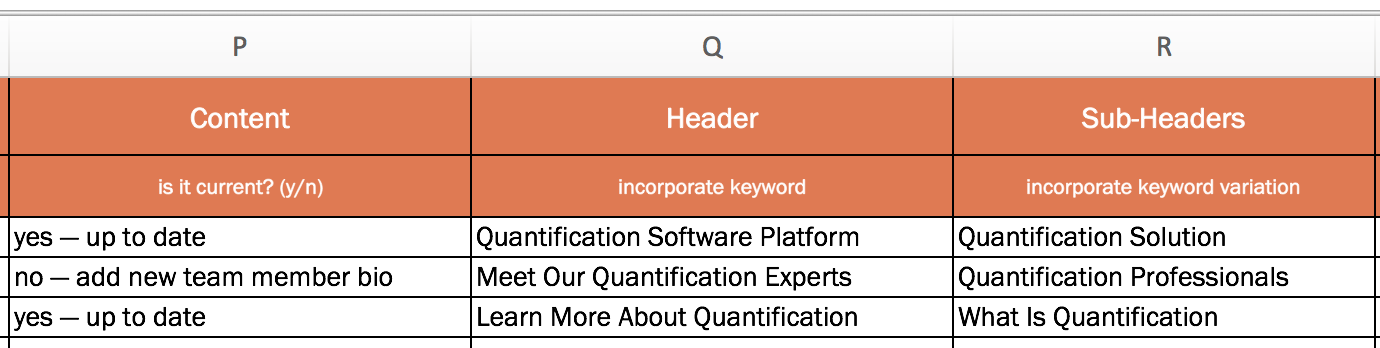 P Q R
Content Header Sub-Headers
is it current? (y/n) incorporate keyword incorporate keyword variation
yes — up to date Quantification Software Platform Quantification Solution
no — add new team member bio Meet Our Quantification Experts Quantification Professionals
yes — up to date Learn More About Quantification What Is Quantification